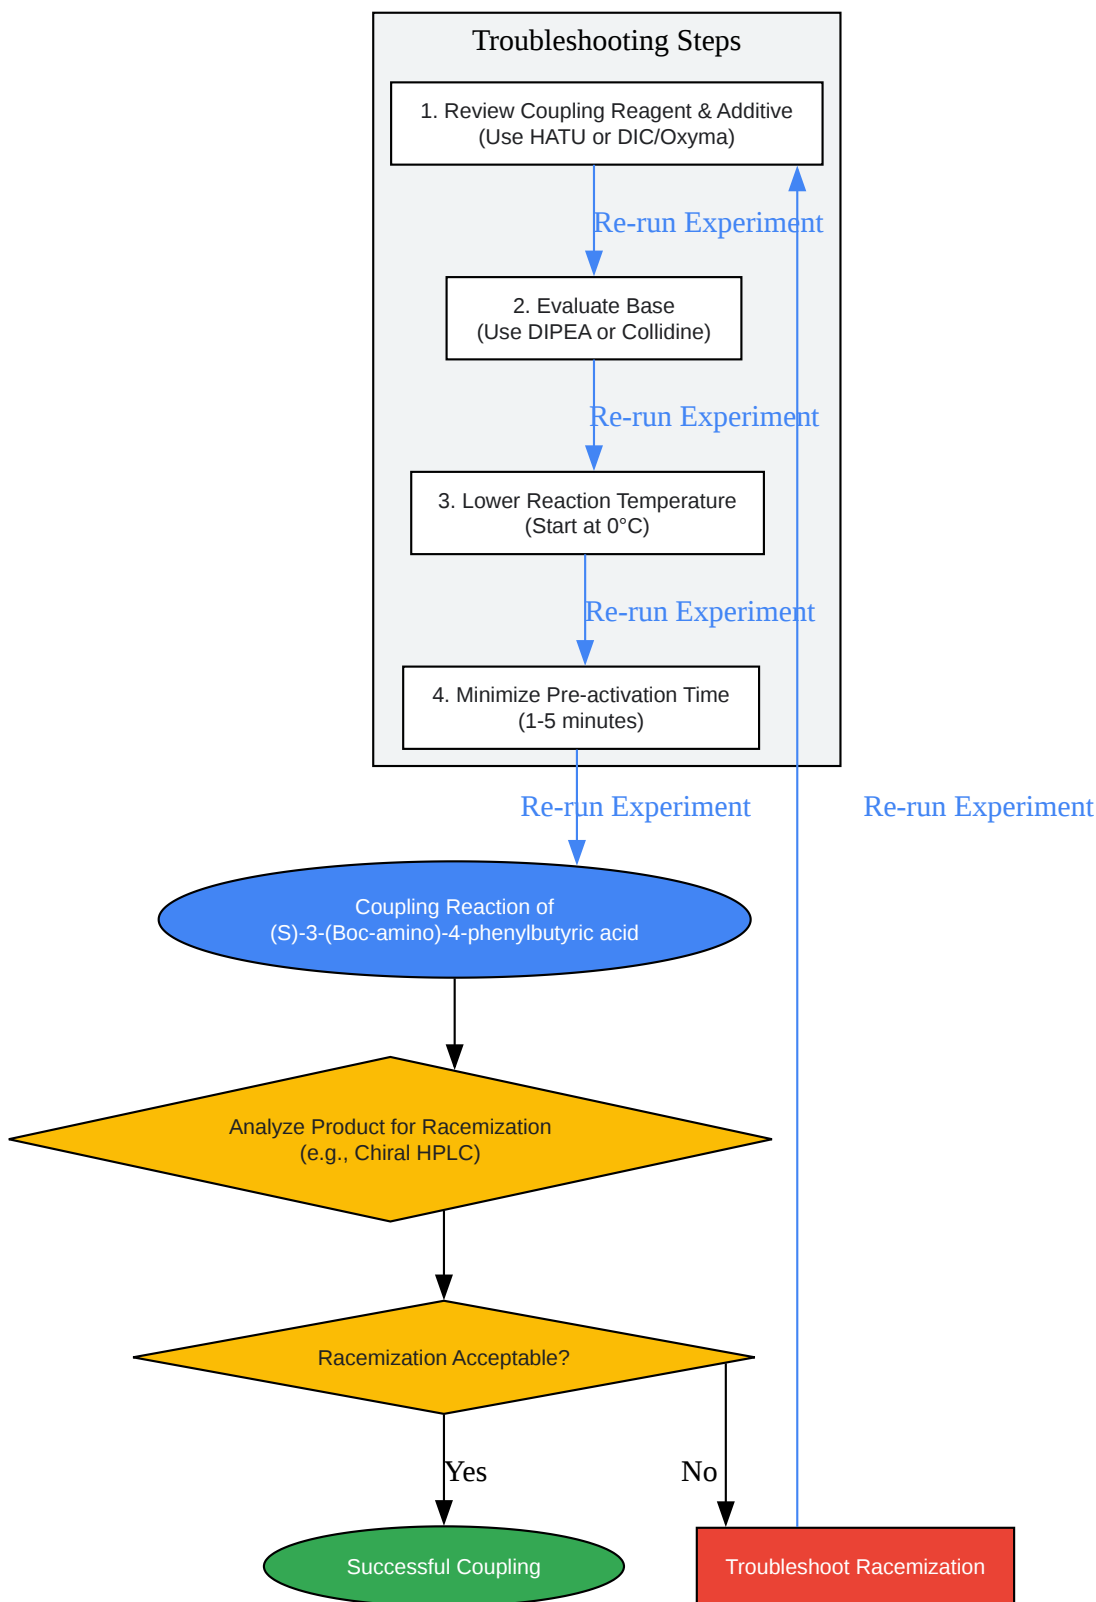 Troubleshooting Steps
1. Review Coupling Reagent & Additive
(Use HATU or DIC/Oxyma)
Re-run Experiment
2. Evaluate Base
(Use DIPEA or Collidine)
Re-run Experiment
3. Lower Reaction Temperature
(Start at 0°C)
Re-run Experiment
4. Minimize Pre-activation Time
(1-5 minutes)
Re-run Experiment
Re-run Experiment
Coupling Reaction of
(S)-3-(Boc-amino)-4-phenylbutyric acid
Analyze Product for Racemization
(e.g., Chiral HPLC)
Racemization Acceptable?
Yes
No
Successful Coupling
Troubleshoot Racemization